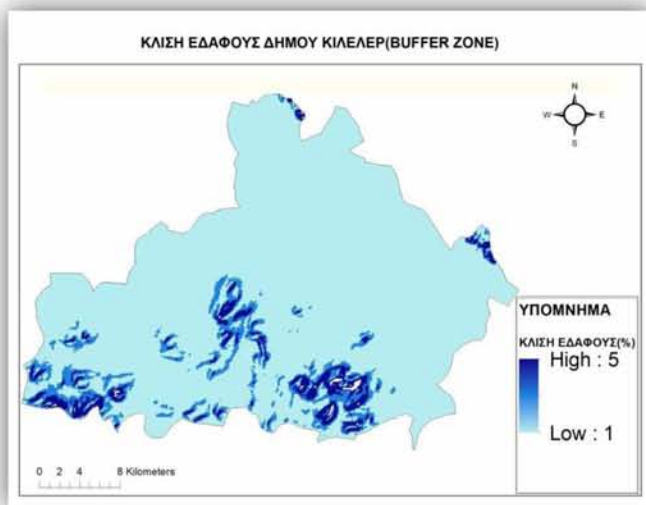 ΚΛΙΣΗ ΕΔΑΦΟΥΣ ΔΗΜΟΥ ΚΙΛΕΛΕΡ(BUFFER ZONE)
N
W E
S
ΥΠΟΜΝΗΜΑ
ΚΛΙΣΗ ΕΔΑΦΟΥΣ(%)
High : 5
Low : 1
0 2 4 8 Kilometers